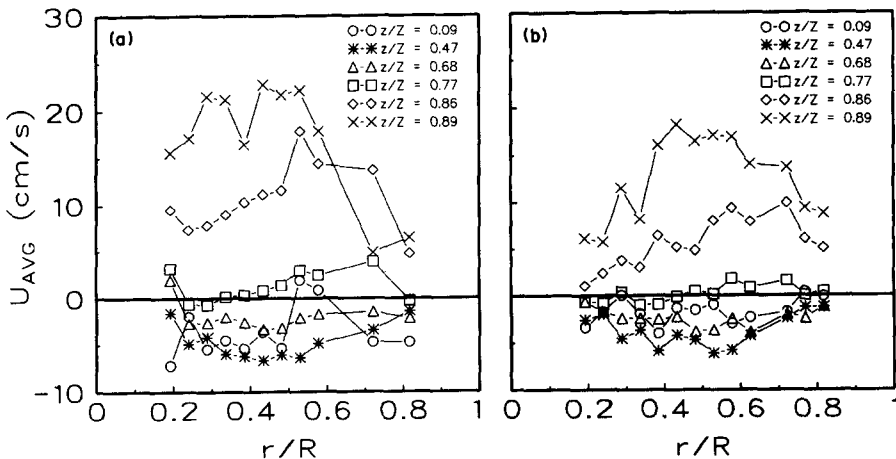 30
20
10
0
-10
U_AVG (cm/s)
(a)
○-○ z/Z = 0.09
✳-✳ z/Z = 0.47
△-△ z/Z = 0.68
□-□ z/Z = 0.77
◇-◇ z/Z = 0.86
×-× z/Z = 0.89
0 0.2 0.4 0.6 0.8 1
r/R
(b)
○-○ z/Z = 0.09
✳-✳ z/Z = 0.47
△-△ z/Z = 0.68
□-□ z/Z = 0.77
◇-◇ z/Z = 0.86
×-× z/Z = 0.89
0 0.2 0.4 0.6 0.8 1
r/R